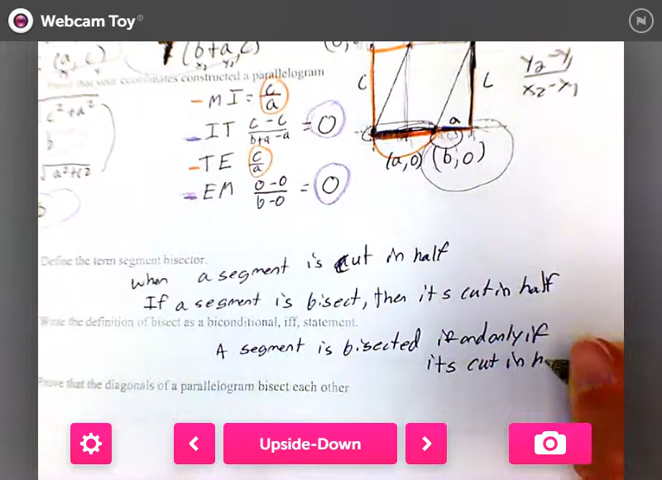 Webcam Toy
(a, c)
(b+a, c)
x₂ y₂
that your coordinates constructed a parallelogram
c² + a²
b
√a²+c²
- MI = c/a
- IT (c-c)/(b+a-a) = 0
- TE c/a
- EM (0-0)/(b-0) = 0
C
L
a
(a,0) (b,0)
(y₂-y₁)/(x₂-x₁)
Define the term segment bisector.
when a segment is cut in half
If a segment is bisect, then its cut in half
Write the definition of bisect as a biconditional, iff, statement.
A segment is bisected if and only if
its cut in h
Prove that the diagonals of a parallelogram bisect each other
Upside-Down